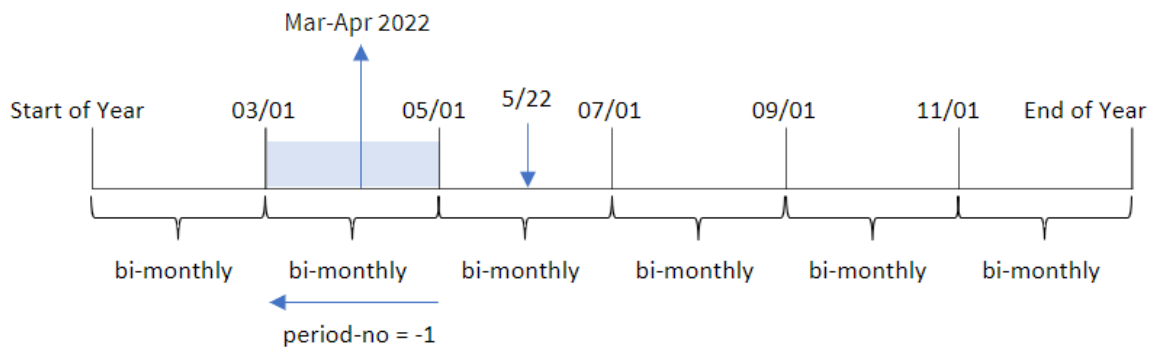 Mar-Apr 2022
Start of Year 03/01 05/01 5/22 07/01 09/01 11/01 End of Year
bi-monthly bi-monthly bi-monthly bi-monthly bi-monthly bi-monthly
period-no = -1